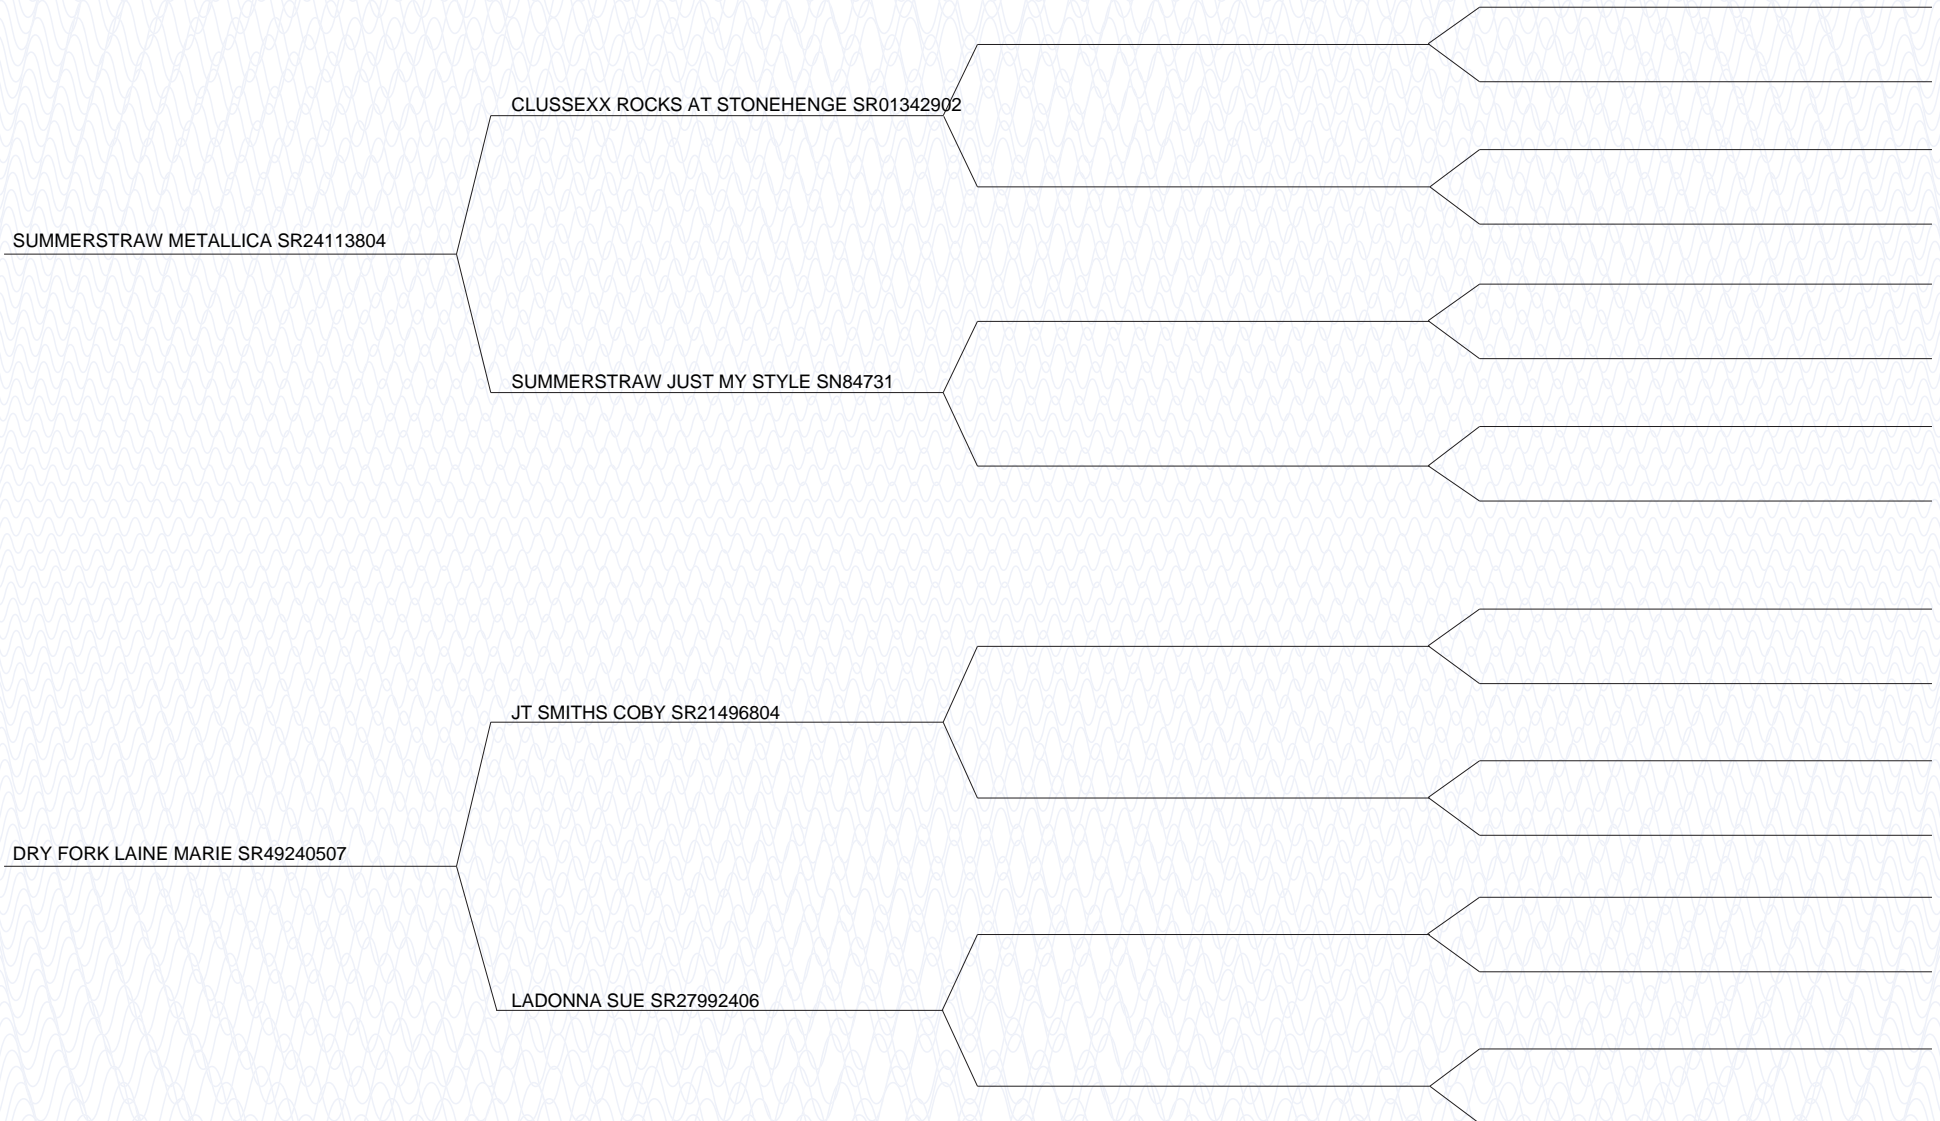 CLUSSEXX ROCKS AT STONEHENGE SR01342902
SUMMERSTRAW METALLICA SR24113804
SUMMERSTRAW JUST MY STYLE SN84731
JT SMITHS COBY SR21496804
DRY FORK LAINE MARIE SR49240507
LADONNA SUE SR27992406